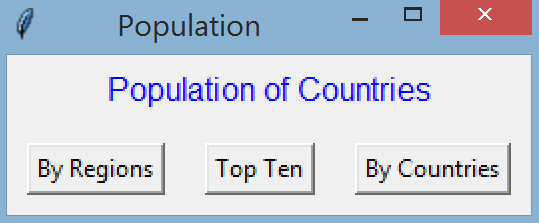 Population
Population of Countries
By Regions Top Ten By Countries